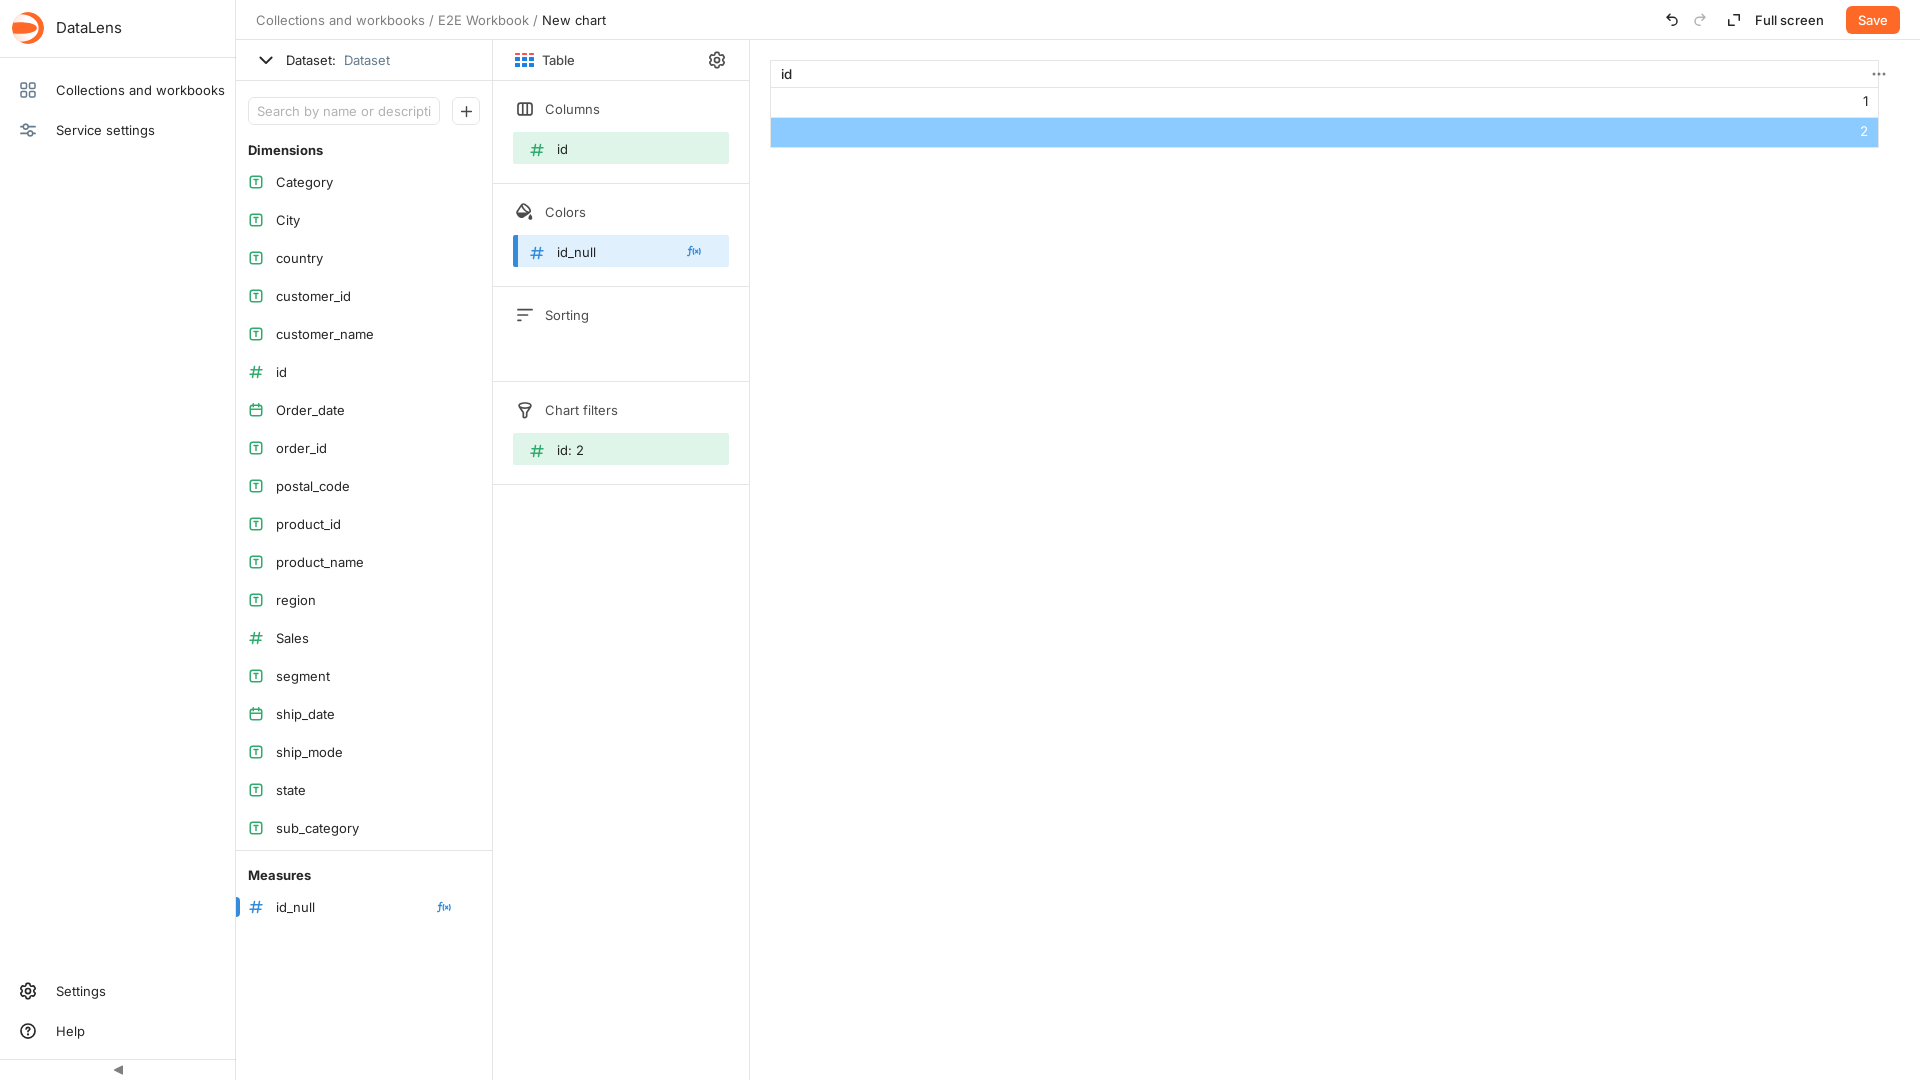 DataLens
Collections and workbooks
Service settings
Settings
Help
Collections and workbooks / E2E Workbook / New chart
Full screen
Save
Dataset: Dataset
Search by name or descripti
Dimensions
Category
City
country
customer_id
customer_name
id
Order_date
order_id
postal_code
product_id
product_name
region
Sales
segment
ship_date
ship_mode
state
sub_category
Measures
id_null
Table
Columns
id
Colors
id_null
Sorting
Chart filters
id: 2
id
1
2